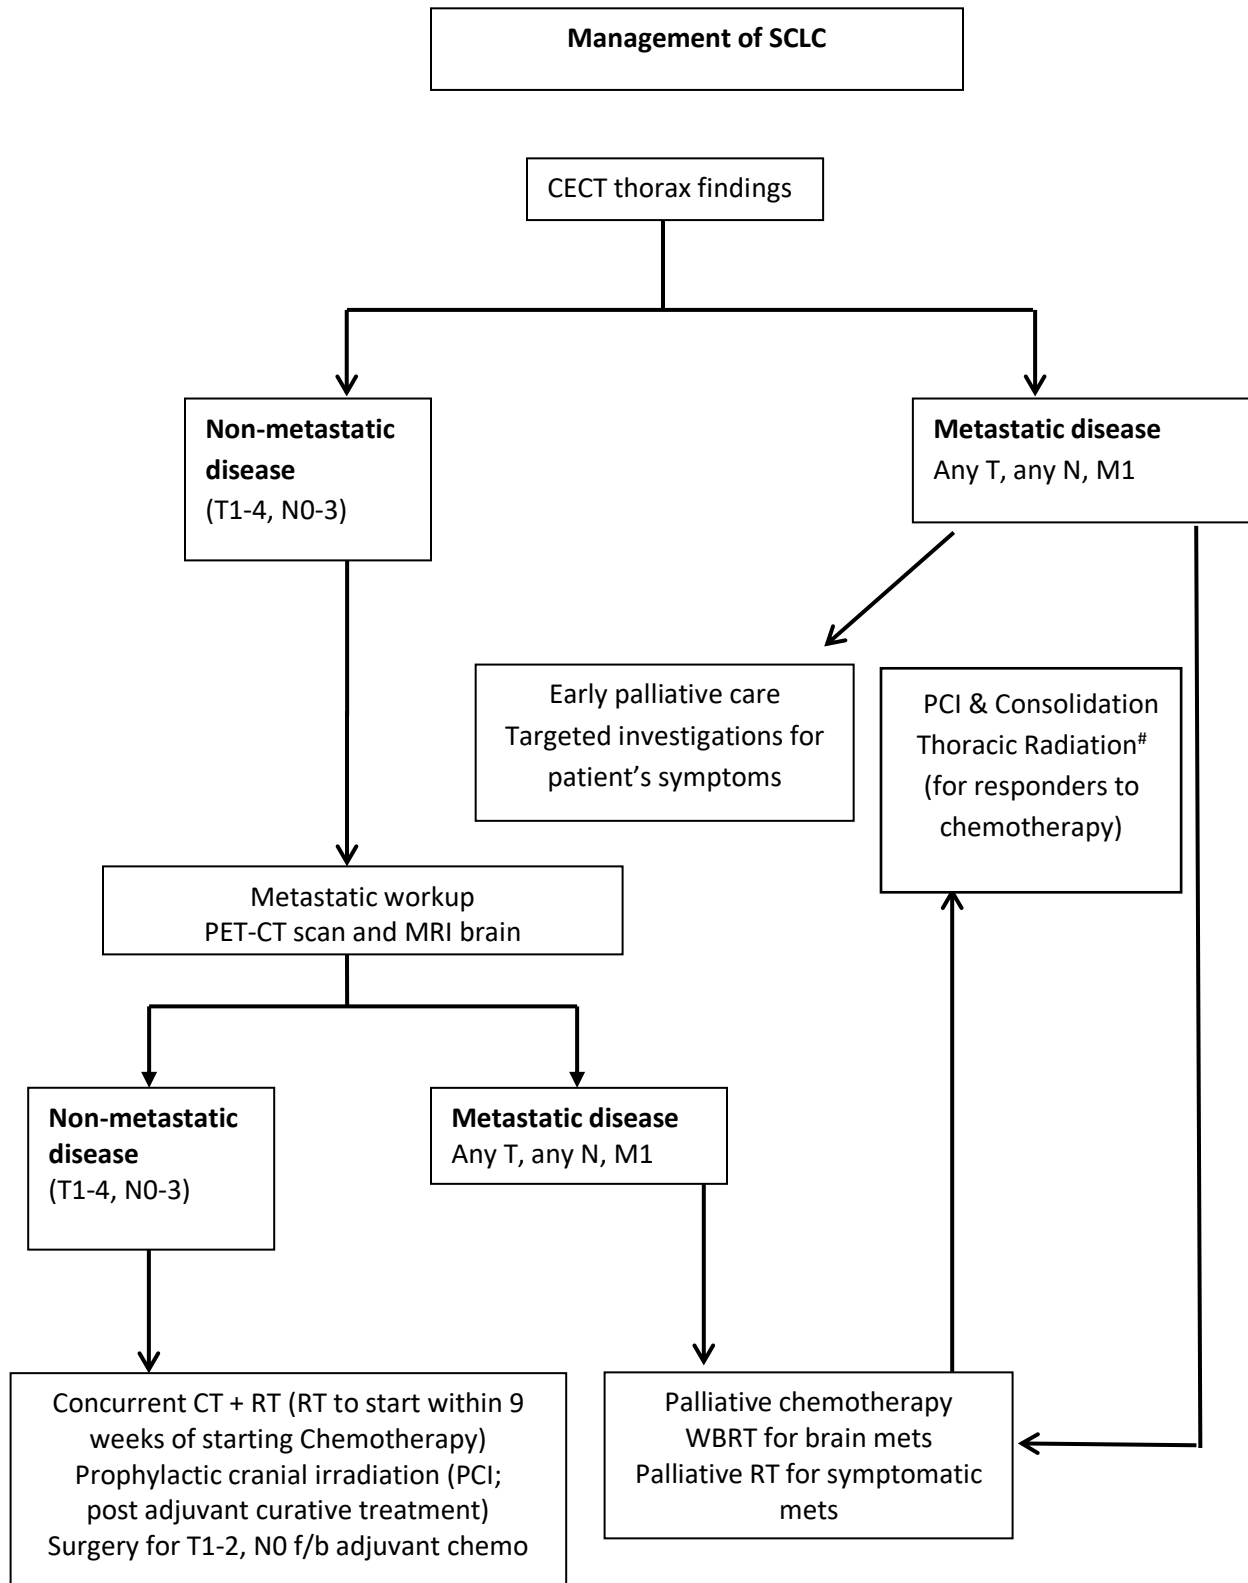 Management of SCLC
CECT thorax findings
Non-metastatic
disease
(T1-4, N0-3)
Metastatic disease
Any T, any N, M1
Early palliative care
Targeted investigations for
patient’s symptoms
PCI & Consolidation
Thoracic Radiation#
(for responders to
chemotherapy)
Metastatic workup
PET-CT scan and MRI brain
Non-metastatic
disease
(T1-4, N0-3)
Metastatic disease
Any T, any N, M1
Concurrent CT + RT (RT to start within 9
weeks of starting Chemotherapy)
Prophylactic cranial irradiation (PCI;
post adjuvant curative treatment)
Surgery for T1-2, N0 f/b adjuvant chemo
Palliative chemotherapy
WBRT for brain mets
Palliative RT for symptomatic
mets